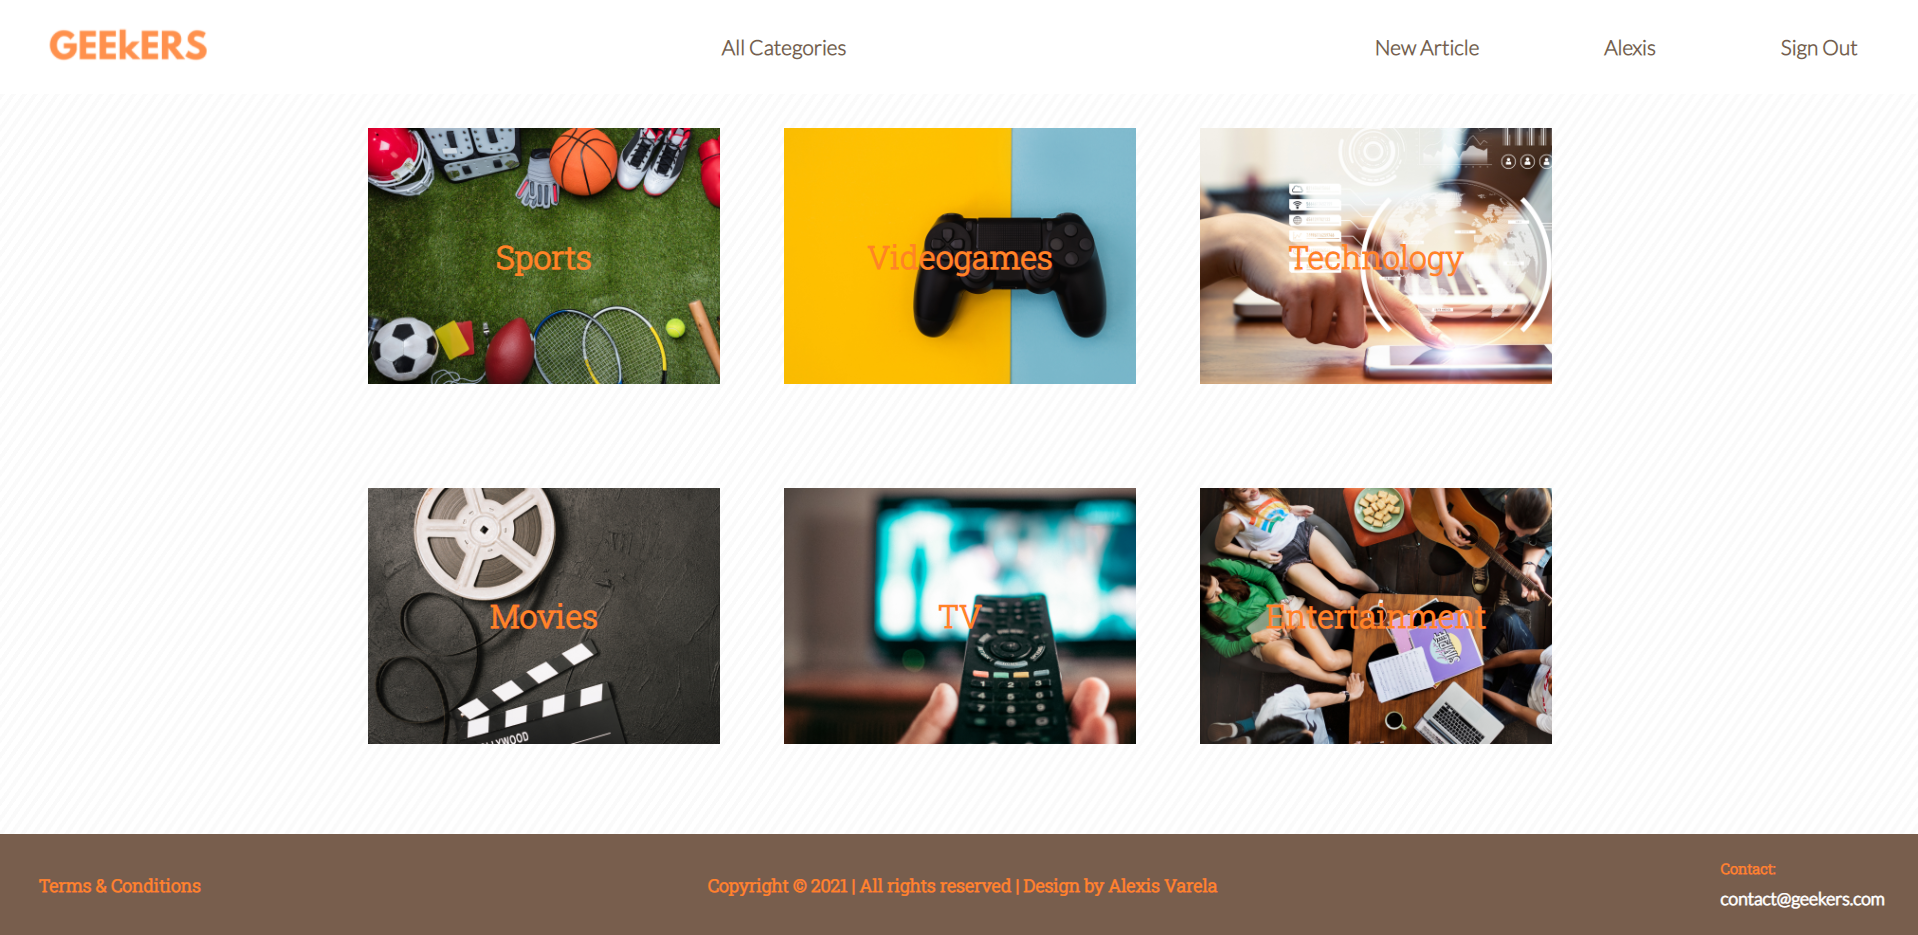 GEEkERS
All Categories
New Article
Alexis
Sign Out
Sports
Videogames
Technology
Movies
TV
Entertainment
LLYWOOD
Terms & Conditions
Copyright © 2021 | All rights reserved | Design by Alexis Varela
Contact:
contact@geekers.com